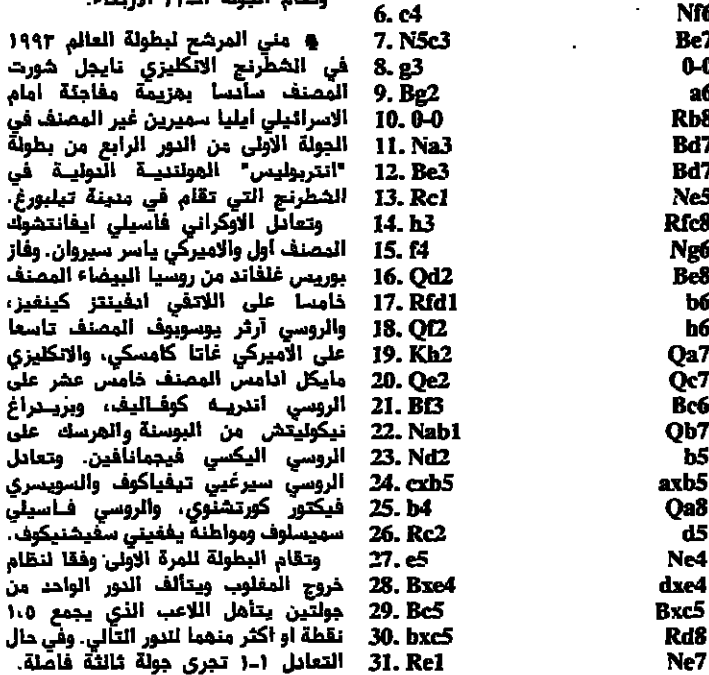 وتقام الجولة الـ١١ الاربعاء.
● مني المرشح لبطولة العالم ١٩٩٣
في الشطرنج الانكليزي نايجل شورت
المصنف سادساً بهزيمة مفاجئة امام
الاسرائيلي ايليا سميرين غير المصنف في
الجولة الاولى من الدور الرابع من بطولة
"انتربوليس" الهولندية الدولية في
الشطرنج التي تقام في مدينة تيلبورغ.
وتعادل الاوكراني فاسيلي ايفانتشوك
المصنف اول والاميركي ياسر سيروان. وفاز
بوريس غلفاند من روسيا البيضاء المصنف
خامسا على اللاتفي ادفينتز كينغيز،
والروسي آرثر يوسوبوف المصنف تاسعا
على الاميركي غاتا كامسكي، والانكليزي
مايكل ادامس المصنف خامس عشر على
الروسي اندريه كوفاليف، وبريدراغ
نيكوليتش من البوسنة والهرسك على
الروسي اليكسي فيجمانافين. وتعادل
الروسي سيرغيي تيفياكوف والسويسري
فيكتور كورتشنوي، والروسي فاسيلي
سميسلوف ومواطنه يفغيني سفيشنيكوف.
وتقام البطولة للمرة الاولى وفقا لنظام
خروج المغلوب ويتألف الدور الواحد من
جولتين يتأهل اللاعب الذي يجمع ١،٥
نقطة او اكثر منهما للدور التالي. وفي حال
التعادل ١-١ تجرى جولة ثالثة فاصلة.
6. c4 Nf6
7. N5c3 Be7
8. g3 0-0
9. Bg2 a6
10. 0-0 Rb8
11. Na3 Bd7
12. Be3 Bd7
13. Rc1 Ne5
14. h3 Rfc8
15. f4 Ng6
16. Qd2 Be8
17. Rfd1 b6
18. Qf2 h6
19. Kh2 Qa7
20. Qe2 Qc7
21. Bf3 Bc6
22. Nab1 Qb7
23. Nd2 b5
24. cxb5 axb5
25. b4 Qa8
26. Rc2 d5
27. e5 Ne4
28. Bxe4 dxe4
29. Bc5 Bxc5
30. bxc5 Rd8
31. Re1 Ne7